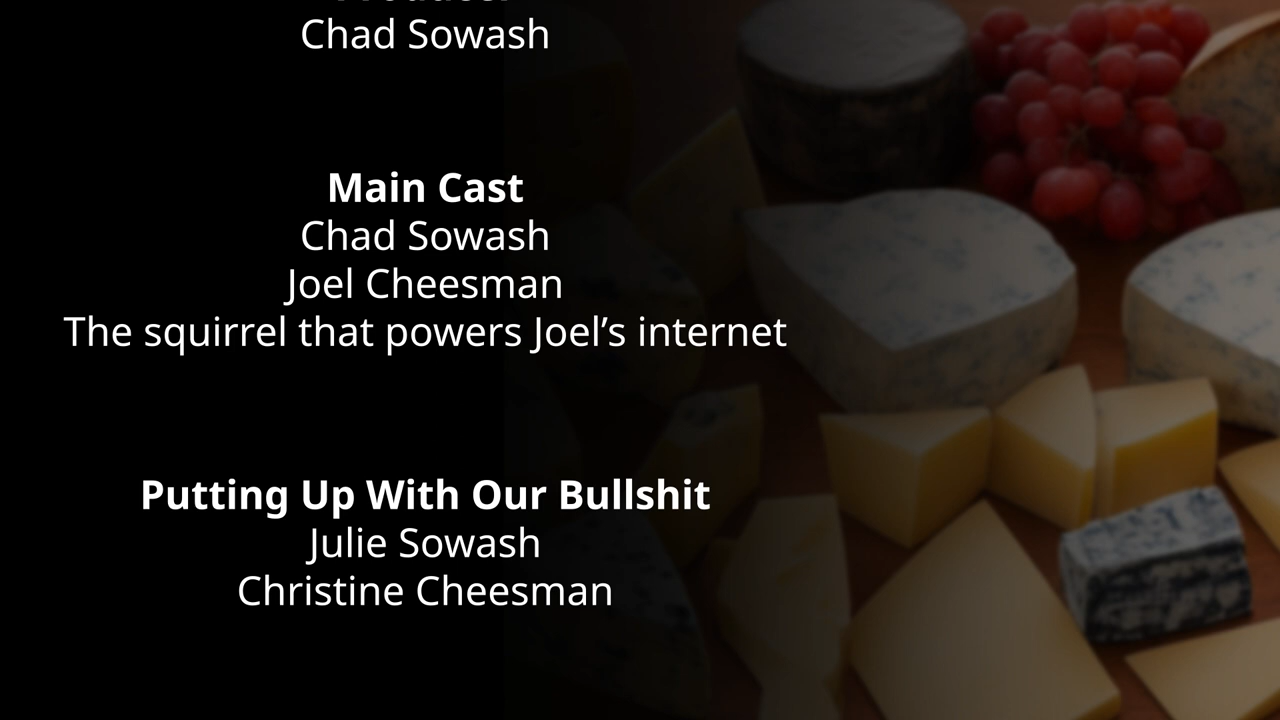 Chad Sowash
Main Cast
Chad Sowash
Joel Cheesman
The squirrel that powers Joel’s internet
Putting Up With Our Bullshit
Julie Sowash
Christine Cheesman